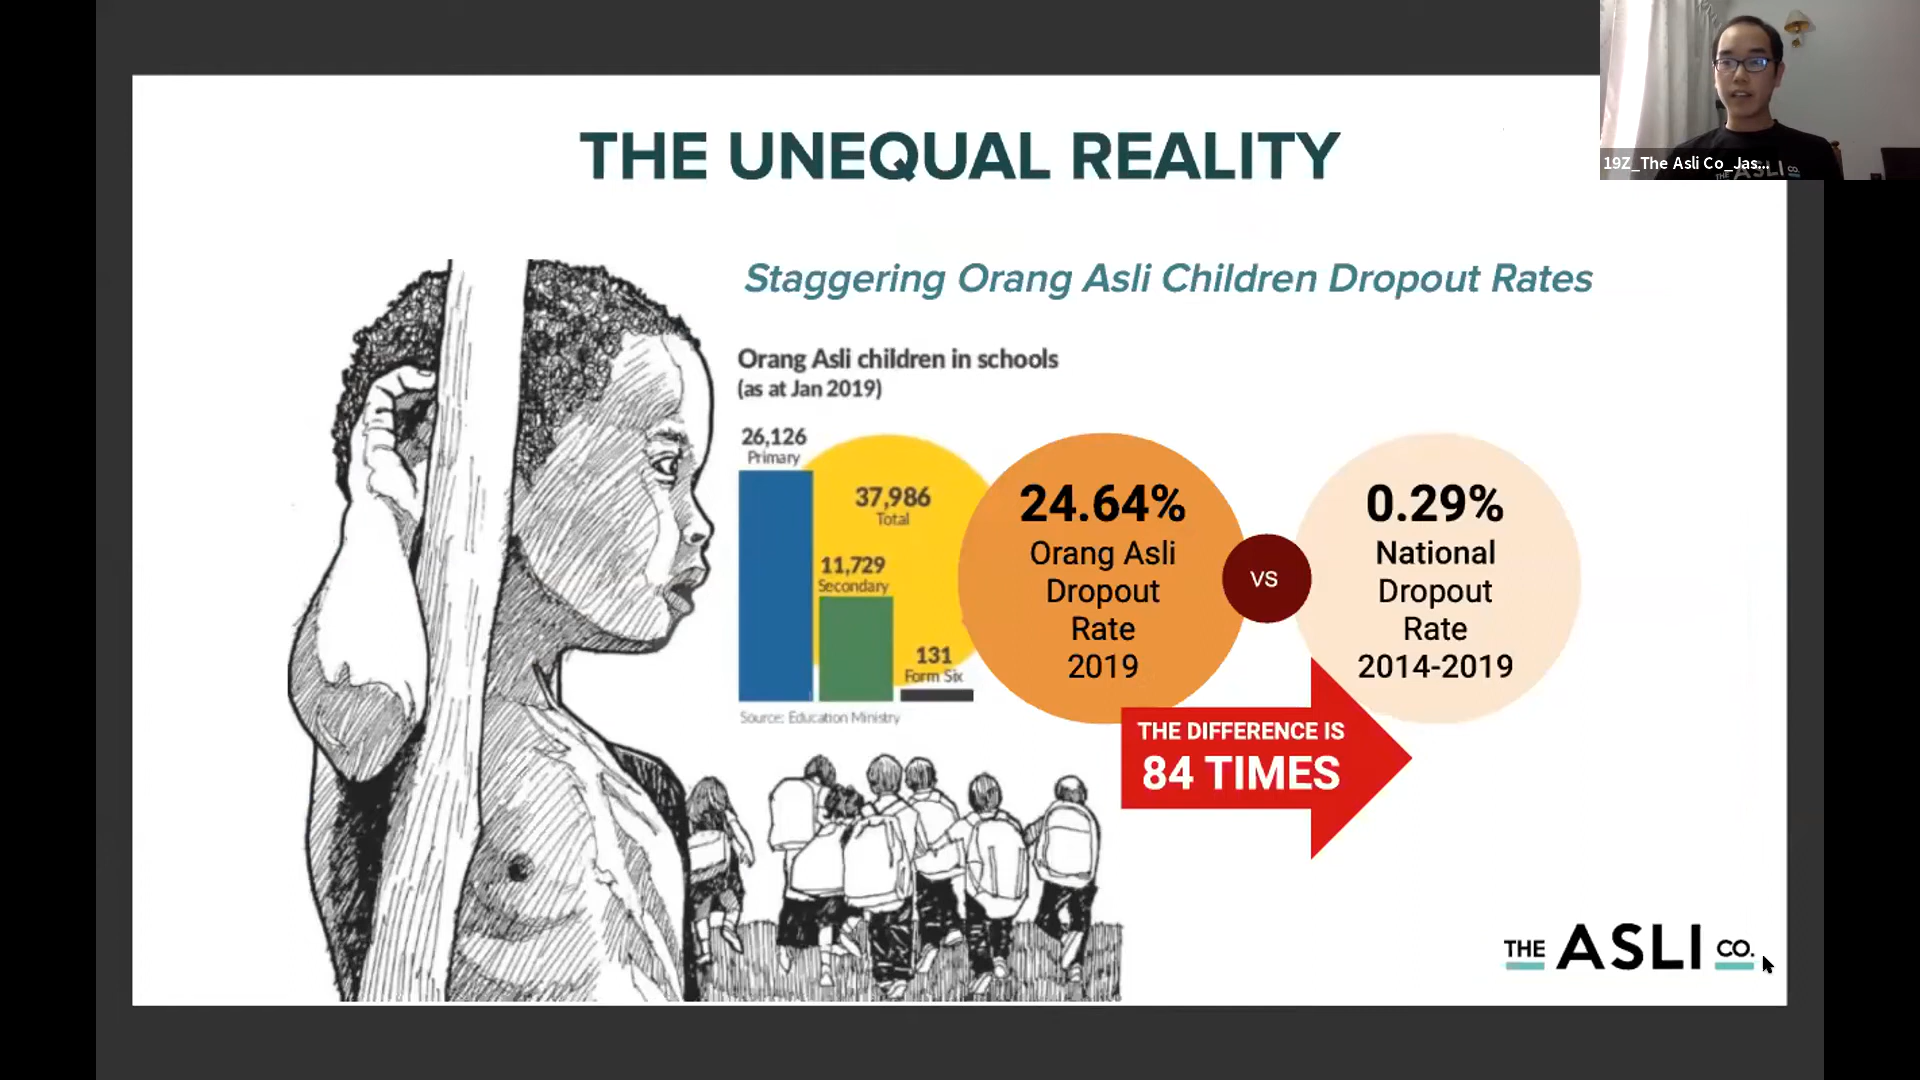 THE UNEQUAL REALITY
19Z_The Asli Co_Jas...
THE ASLI
Staggering Orang Asli Children Dropout Rates
Orang Asli children in schools
(as at Jan 2019)
26,126
Primary
37,986
Total
11,729
Secondary
131
Form Six
Source: Education Ministry
24.64%
Orang Asli
Dropout
Rate
2019
VS
0.29%
National
Dropout
Rate
2014-2019
THE DIFFERENCE IS
84 TIMES
THE ASLI CO.